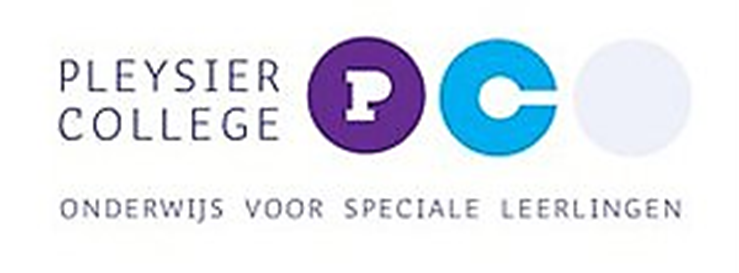 PLEYSIER
COLLEGE
P C
ONDERWIJS VOOR SPECIALE LEERLINGEN